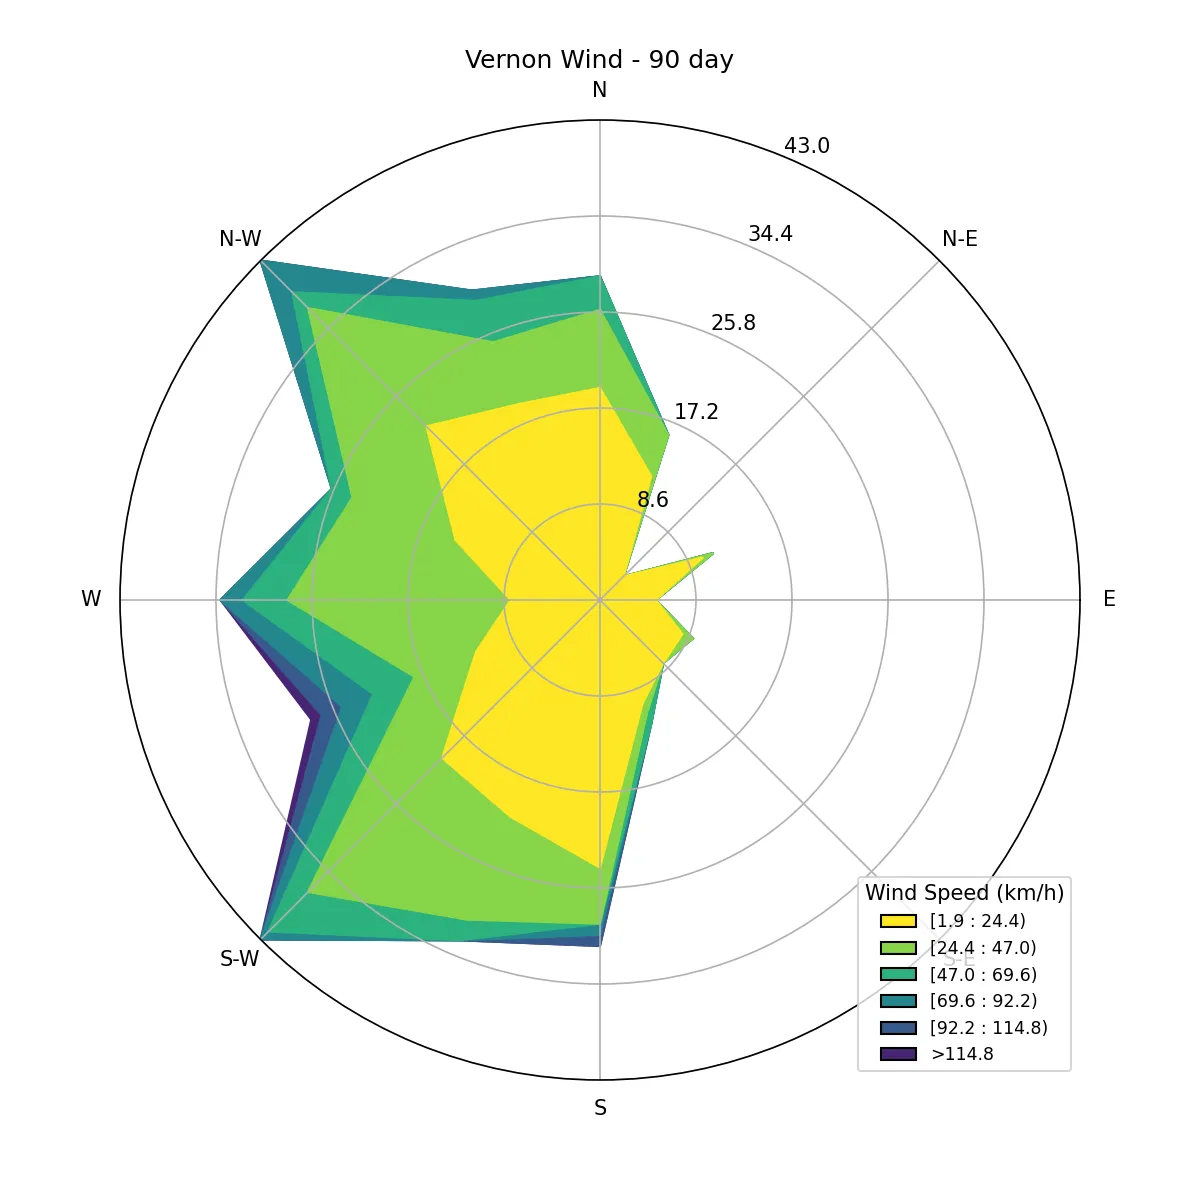 Vernon Wind - 90 day
N
43.0
34.4
N-W
N-E
25.8
17.2
8.6
W
E
Wind Speed (km/h)
[1.9 : 24.4)
[24.4 : 47.0)
S-W
S-E
[47.0 : 69.6)
[69.6 : 92.2)
[92.2 : 114.8)
>114.8
S